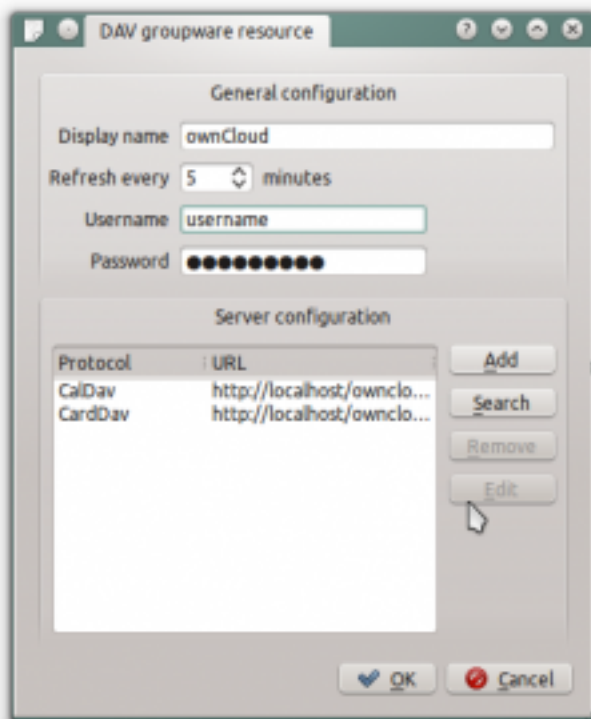 DAV groupware resource
General configuration
Display name ownCloud
Refresh every 5 minutes
Username username
Password ●●●●●●●●●
Server configuration
Protocol URL
CalDav http://localhost/ownclo...
CardDav http://localhost/ownclo...
Add
Search
Remove
Edit
OK Cancel